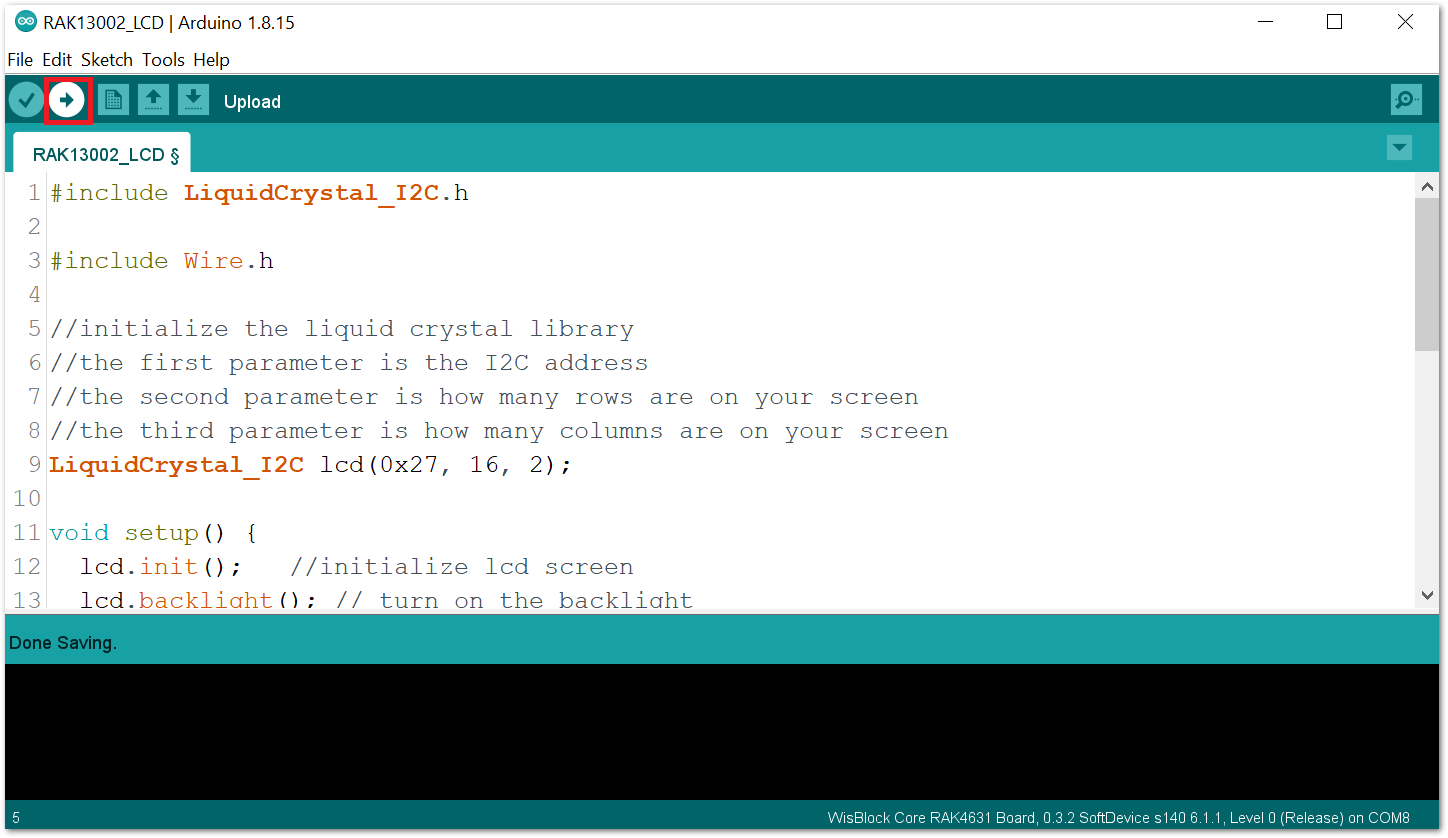 RAK13002_LCD | Arduino 1.8.15
File Edit Sketch Tools Help
Upload
RAK13002_LCD §
1 #include LiquidCrystal_I2C.h
2
3 #include Wire.h
4
5 //initialize the liquid crystal library
6 //the first parameter is the I2C address
7 //the second parameter is how many rows are on your screen
8 //the third parameter is how many columns are on your screen
9 LiquidCrystal_I2C lcd(0x27, 16, 2);
10
11 void setup() {
12 lcd.init(); //initialize lcd screen
13 lcd.backlight(); // turn on the backlight
Done Saving.
5 WisBlock Core RAK4631 Board, 0.3.2 SoftDevice s140 6.1.1, Level 0 (Release) on COM8